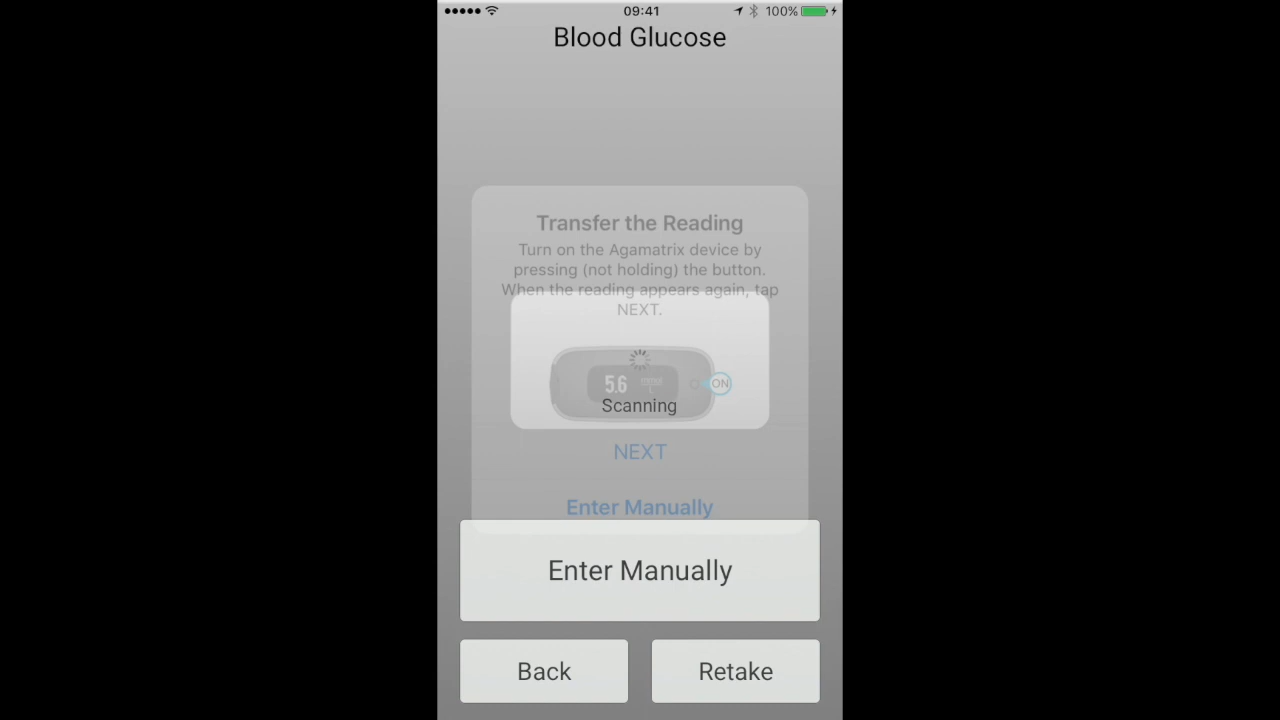 09:41
100%
Blood Glucose
Transfer the Reading
Turn on the Agamatrix device by
pressing (not holding) the button.
When the reading appears again, tap
NEXT.
5.6
ON
Scanning
NEXT
Enter Manually
Enter Manually
Back
Retake